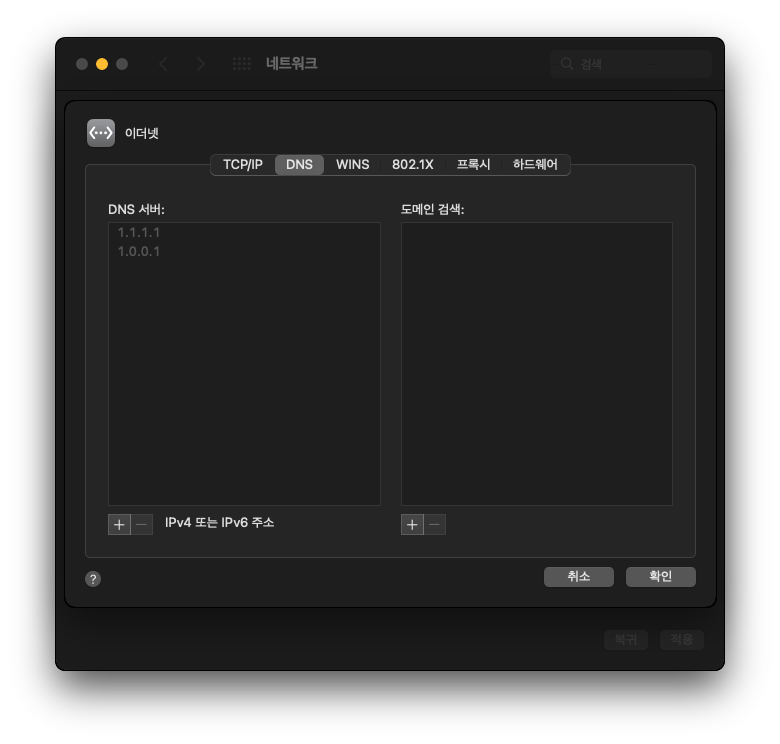 네트워크
검색
이더넷
TCP/IP DNS WINS 802.1X 프록시 하드웨어
DNS 서버:
1.1.1.1
1.0.0.1
도메인 검색:
+ − IPv4 또는 IPv6 주소
+ −
? 취소 확인
복귀 적용